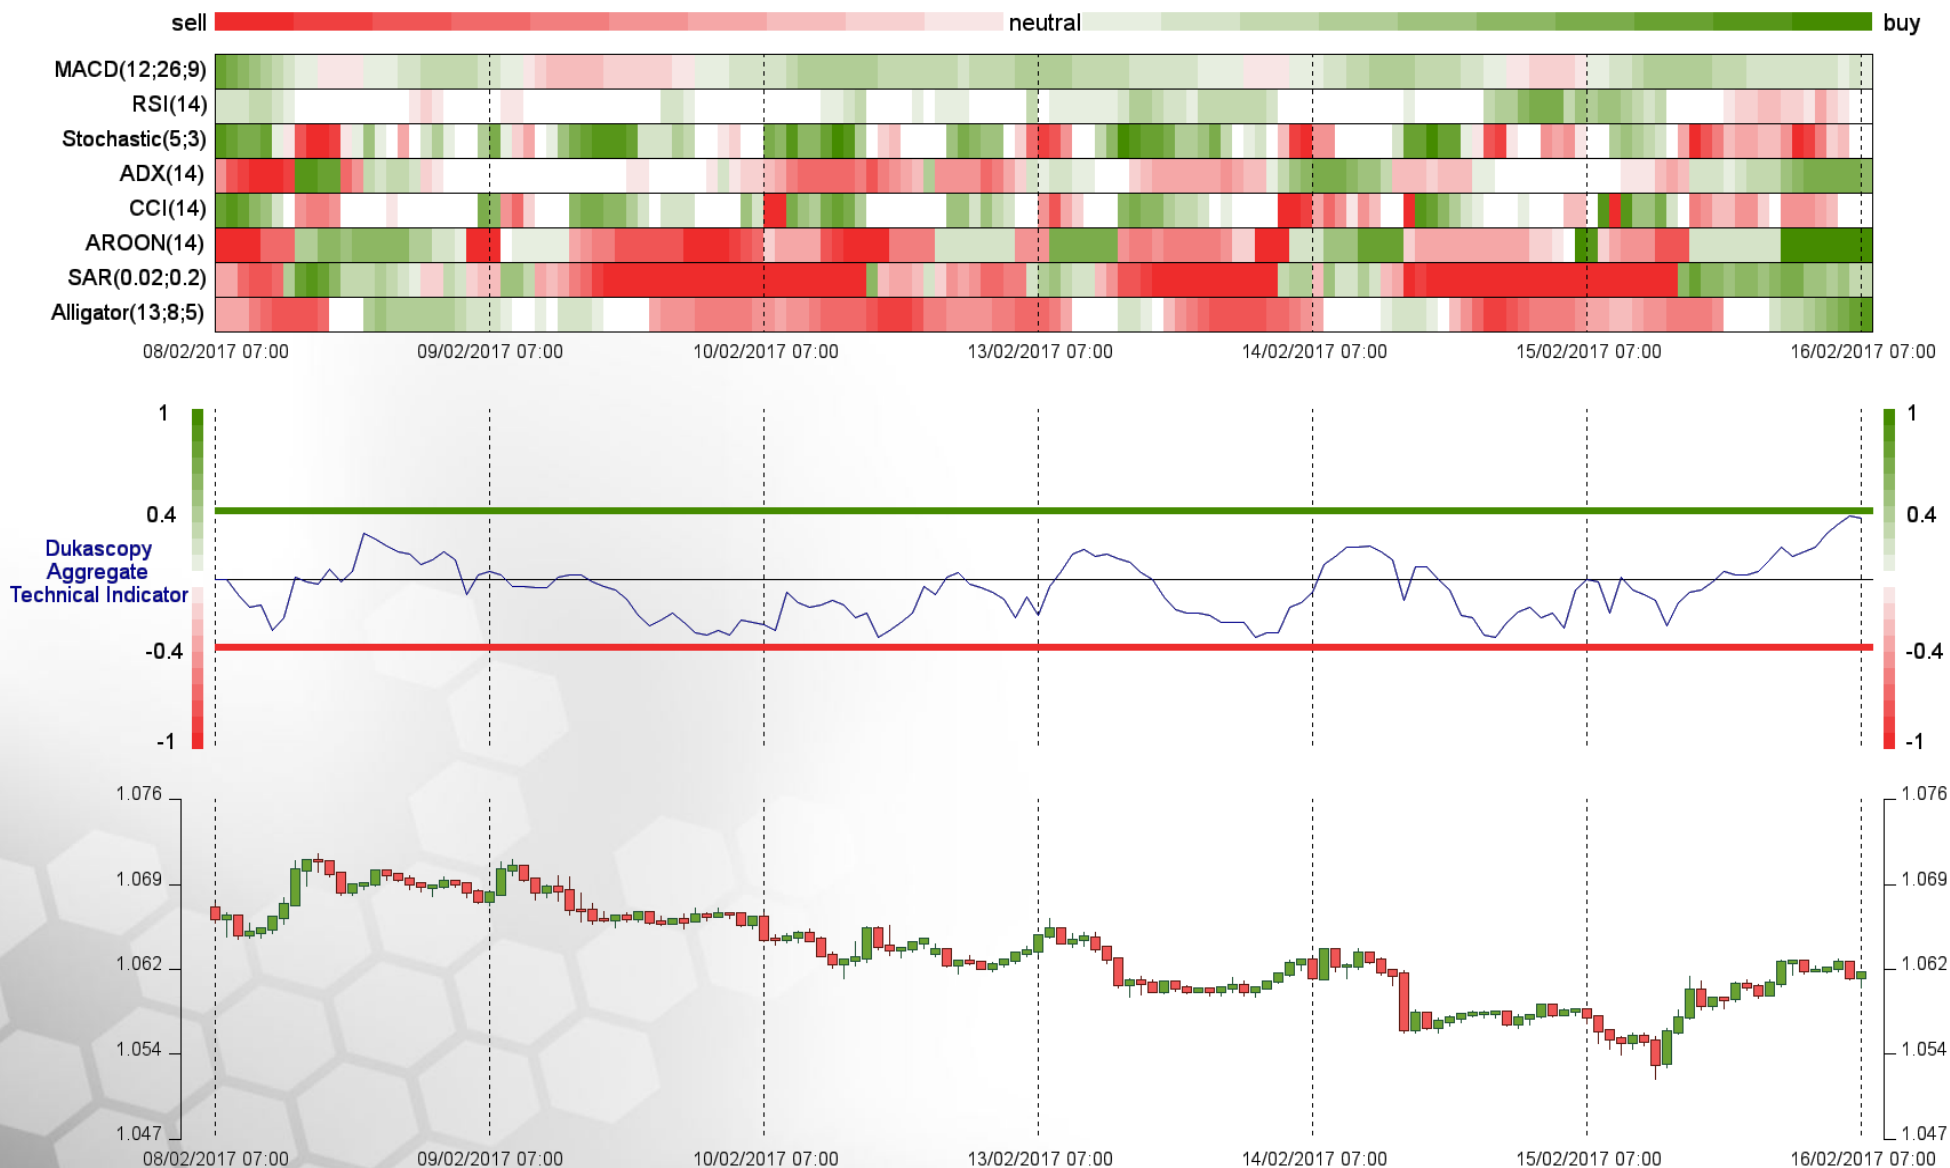 sell neutral buy
MACD(12;26;9)
RSI(14)
Stochastic(5;3)
ADX(14)
CCI(14)
AROON(14)
SAR(0.02;0.2)
Alligator(13;8;5)
08/02/2017 07:00 09/02/2017 07:00 10/02/2017 07:00 13/02/2017 07:00 14/02/2017 07:00 15/02/2017 07:00 16/02/2017 07:00
1 1
0.4 0.4
Dukascopy
Aggregate
Technical Indicator
-0.4 -0.4
-1 -1
1.076 1.076
1.069 1.069
1.062 1.062
1.054 1.054
1.047 1.047
08/02/2017 07:00 09/02/2017 07:00 10/02/2017 07:00 13/02/2017 07:00 14/02/2017 07:00 15/02/2017 07:00 16/02/2017 07:00